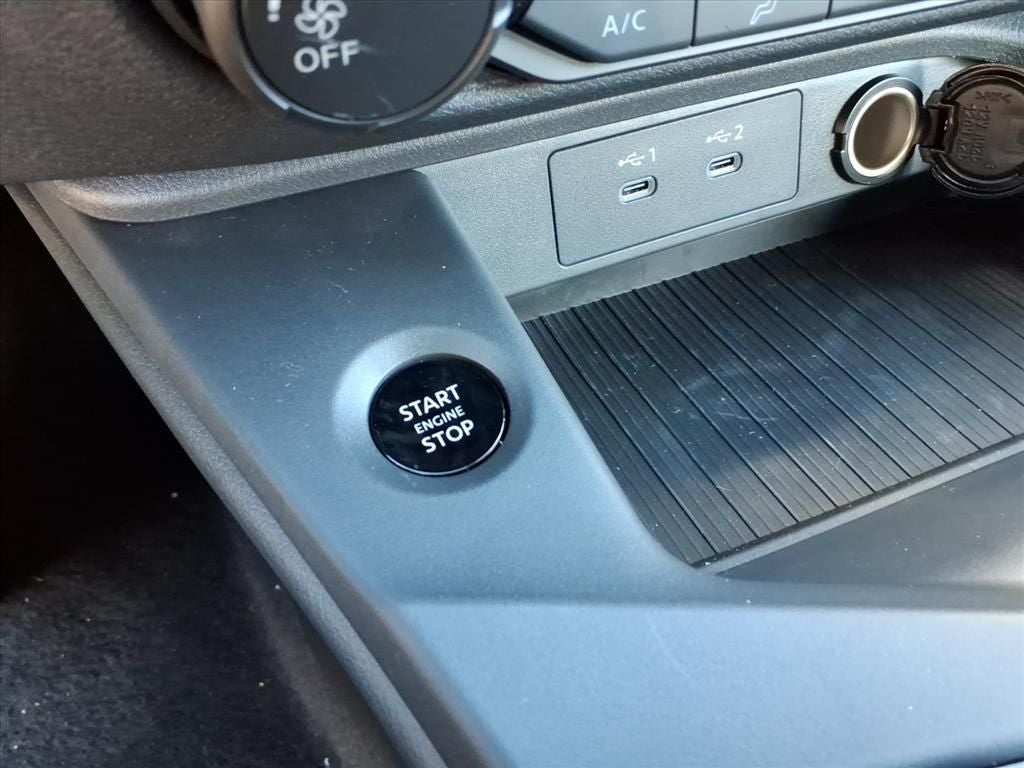 OFF
A/C
1
2
START
ENGINE
STOP